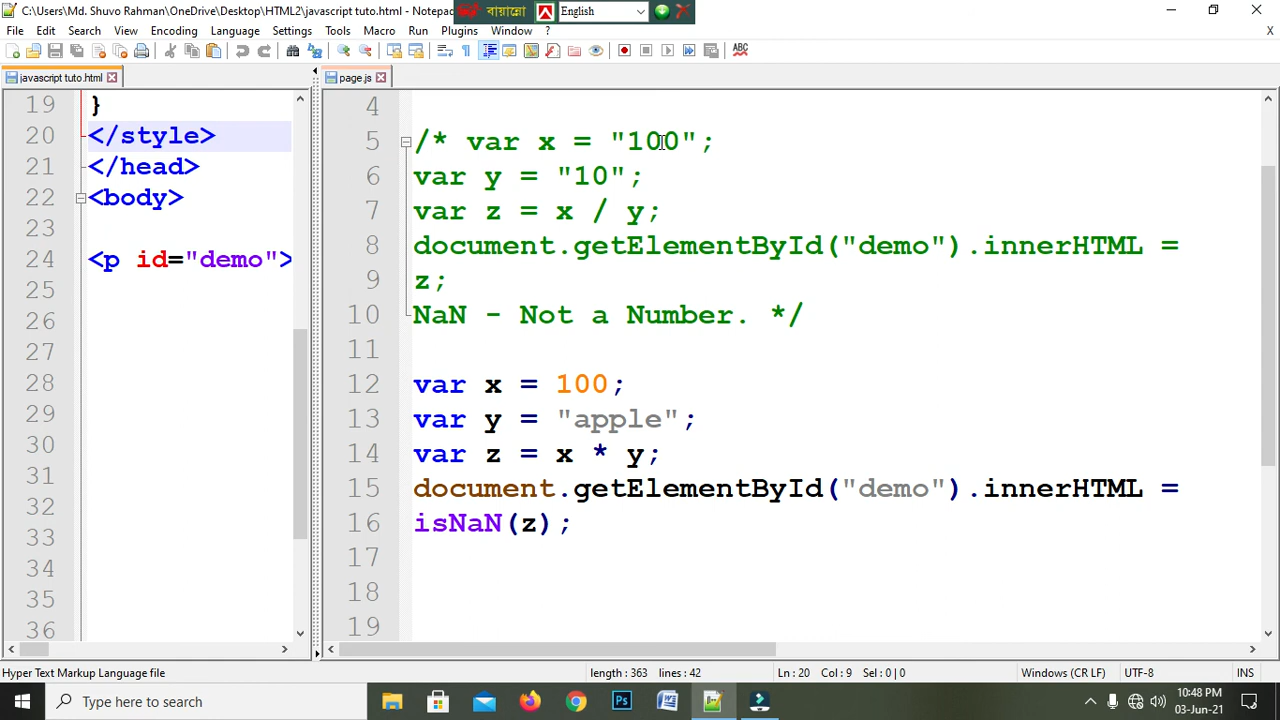 C:\Users\Md. Shuvo Rahman\OneDrive\Desktop\HTML2\javascript tuto.html - Notepad
বায়ান্নো
English
File Edit Search View Encoding Language Settings Tools Macro Run Plugins Window ? X
ABC
javascript tuto.html
page.js
19 }
20 </style>
21 </head>
22 <body>
23
24 <p id="demo">
25
26
27
28
29
30
31
32
33
34
35
36
4
5 /* var x = "100";
6 var y = "10";
7 var z = x / y;
8 document.getElementById("demo").innerHTML =
9 z;
10 NaN - Not a Number. */
11
12 var x = 100;
13 var y = "apple";
14 var z = x * y;
15 document.getElementById("demo").innerHTML =
16 isNaN(z);
17
18
19
Hyper Text Markup Language file length : 363 lines : 42 Ln : 20 Col : 9 Sel : 0 | 0 Windows (CR LF) UTF-8 INS
Type here to search
Ps
W
10:48 PM
03-Jun-21